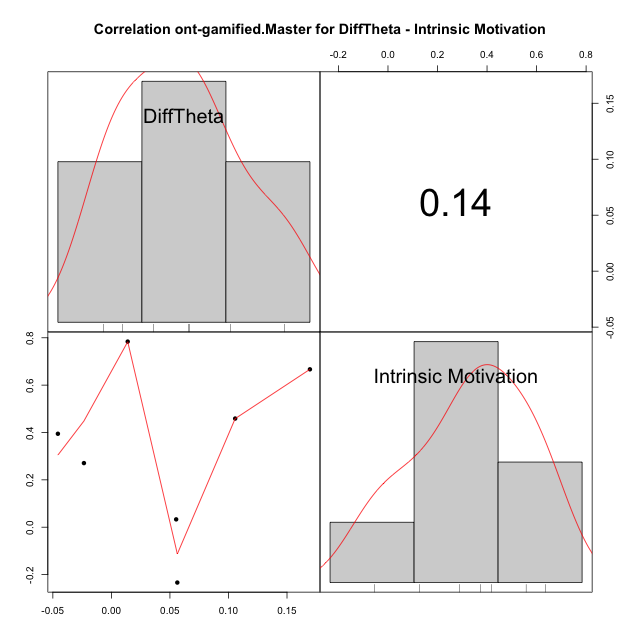 Correlation ont-gamified.Master for DiffTheta - Intrinsic Motivation
-0.2 0.0 0.2 0.4 0.6 0.8
DiffTheta
0.14
0.15
0.10
0.05
0.00
-0.05
0.8
0.6
0.4
0.2
0.0
-0.2
Intrinsic Motivation
-0.05 0.00 0.05 0.10 0.15